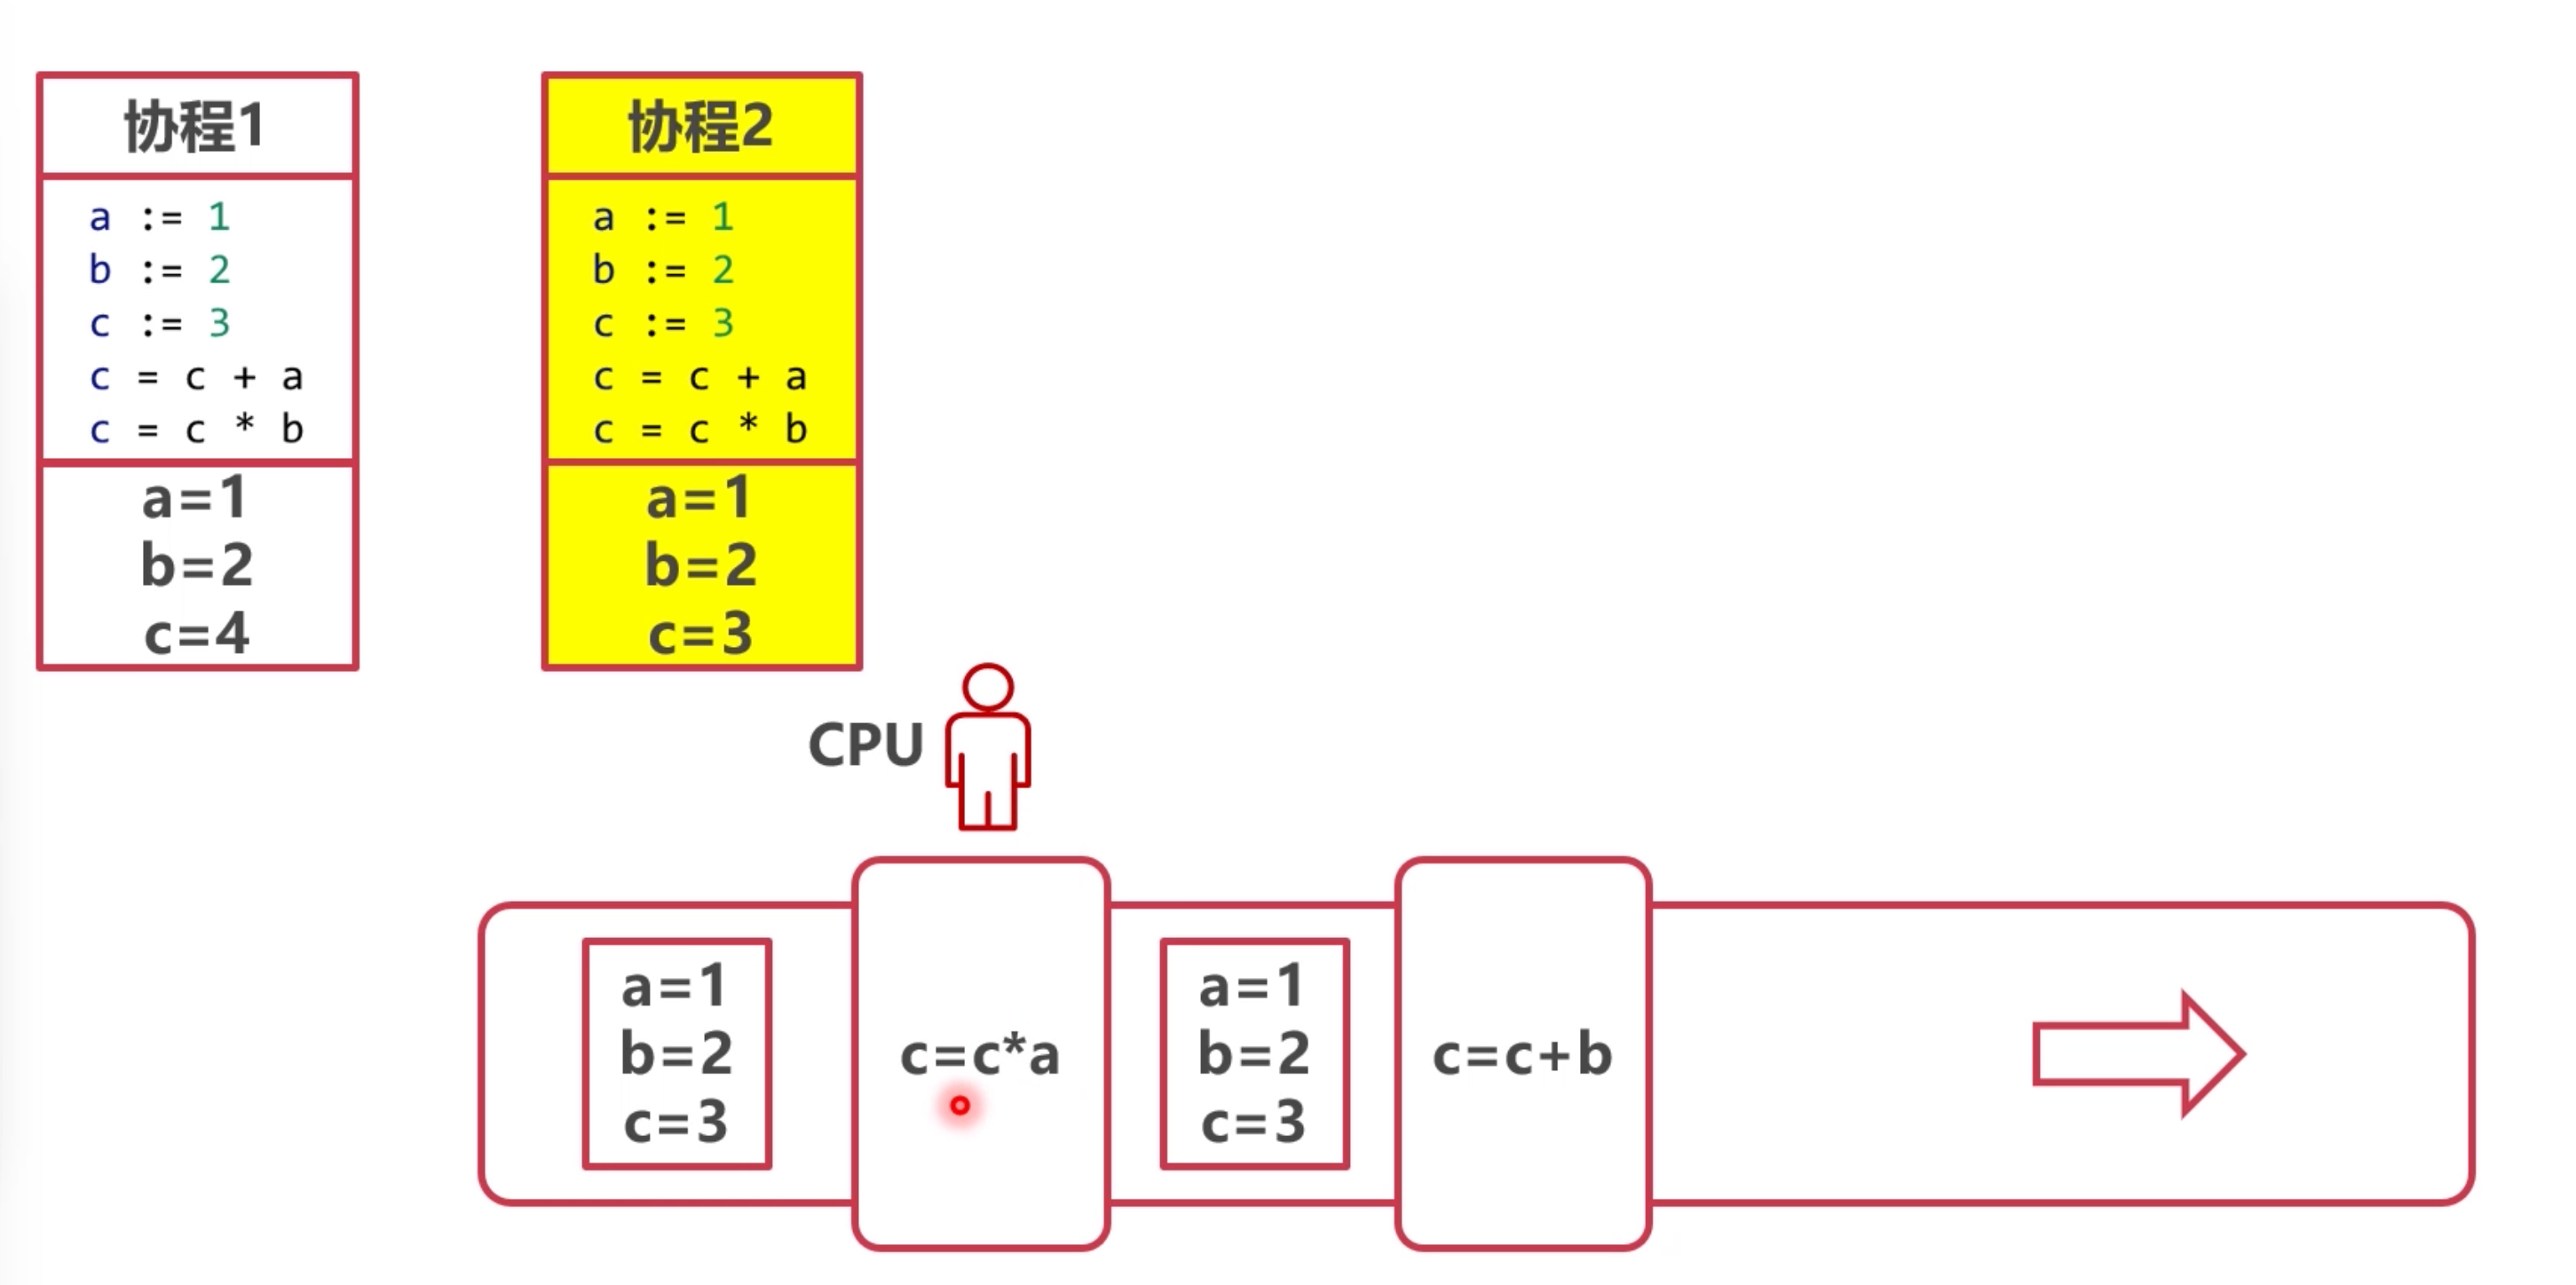 协程1
a := 1
b := 2
c := 3
c = c + a
c = c * b
a=1
b=2
c=4
协程2
a := 1
b := 2
c := 3
c = c + a
c = c * b
a=1
b=2
c=3
CPU
a=1
b=2
c=3
c=c*a
a=1
b=2
c=3
c=c+b